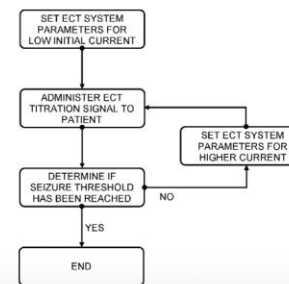 SET ECT SYSTEM
PARAMETERS FOR
LOW INITIAL CURRENT
ADMINISTER ECT
TITRATION SIGNAL TO
PATIENT
SET ECT SYSTEM
PARAMETERS FOR
HIGHER CURRENT
DETERMINE IF
SEIZURE THRESHOLD
HAS BEEN REACHED
NO
YES
END